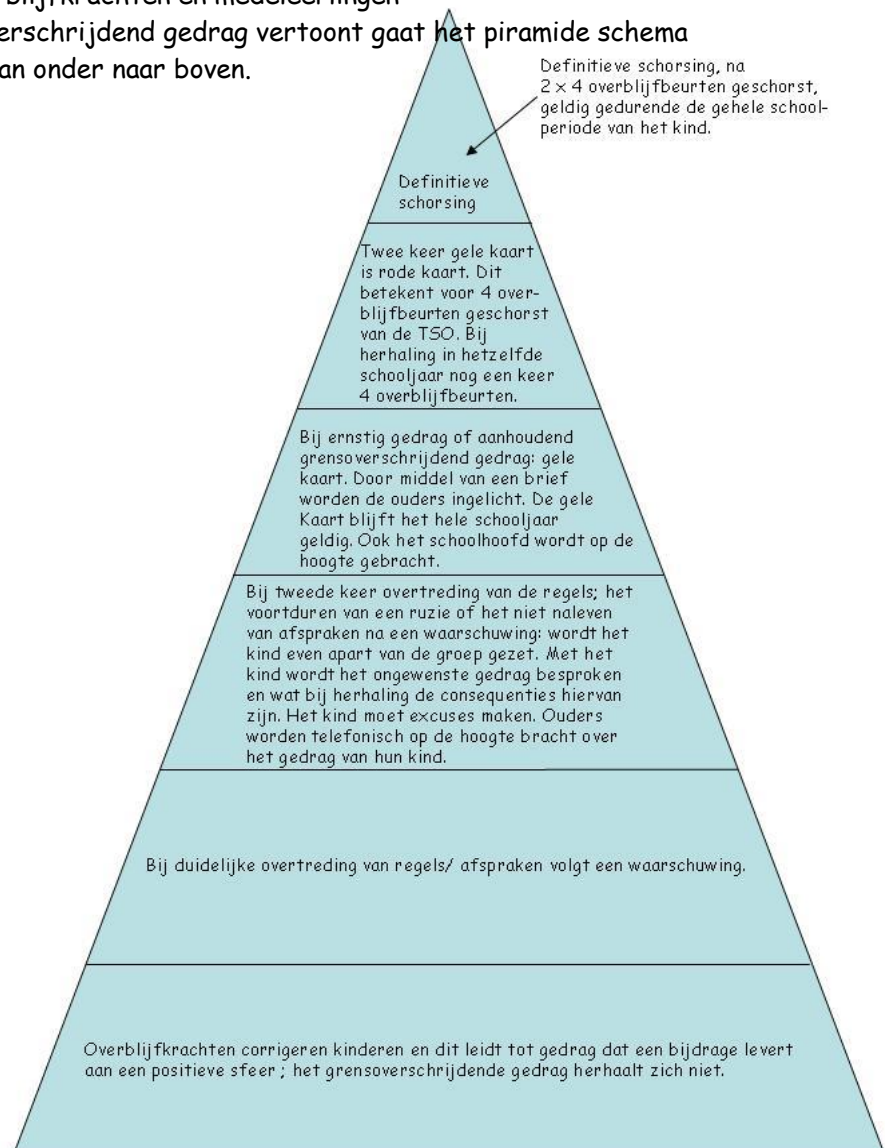 blijfkrachten en medeleerlingen
erschrijdend gedrag vertoont gaat het piramide schema
an onder naar boven.
Definitieve schorsing, na
2 x 4 overblijfbeurten geschorst,
geldig gedurende de gehele school-
periode van het kind.
Definitieve
schorsing
Twee keer gele kaart
is rode kaart. Dit
betekent voor 4 over-
blijfbeurten geschorst
van de TSO. Bij
herhaling in hetzelfde
schooljaar nog een keer
4 overblijfbeurten.
Bij ernstig gedrag of aanhoudend
grensoverschrijdend gedrag: gele
kaart. Door middel van een brief
worden de ouders ingelicht. De gele
Kaart blijft het hele schooljaar
geldig. Ook het schoolhoofd wordt op de
hoogte gebracht.
Bij tweede keer overtreding van de regels; het
voortduren van een ruzie of het niet naleven
van afspraken na een waarschuwing: wordt het
kind even apart van de groep gezet. Met het
kind wordt het ongewenste gedrag besproken
en wat bij herhaling de consequenties hiervan
zijn. Het kind moet excuses maken. Ouders
worden telefonisch op de hoogte bracht over
het gedrag van hun kind.
Bij duidelijke overtreding van regels/ afspraken volgt een waarschuwing.
Overblijfkrachten corrigeren kinderen en dit leidt tot gedrag dat een bijdrage levert
aan een positieve sfeer ; het grensoverschrijdende gedrag herhaalt zich niet.